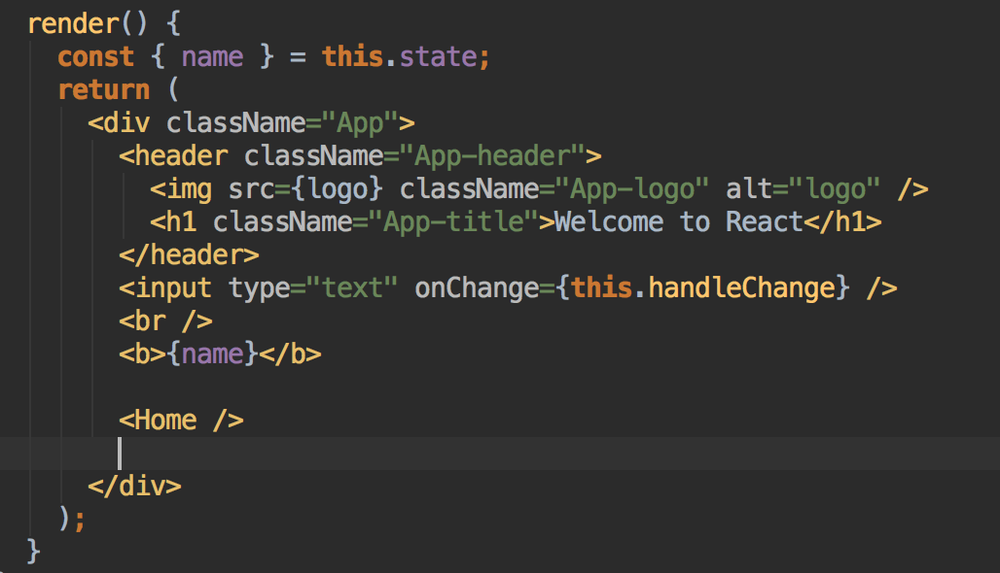 render() {
  const { name } = this.state;
  return (
    <div className="App">
      <header className="App-header">
        <img src={logo} className="App-logo" alt="logo" />
        <h1 className="App-title">Welcome to React</h1>
      </header>
      <input type="text" onChange={this.handleChange} />
      <br />
      <b>{name}</b>

      <Home />

    </div>
  );
}